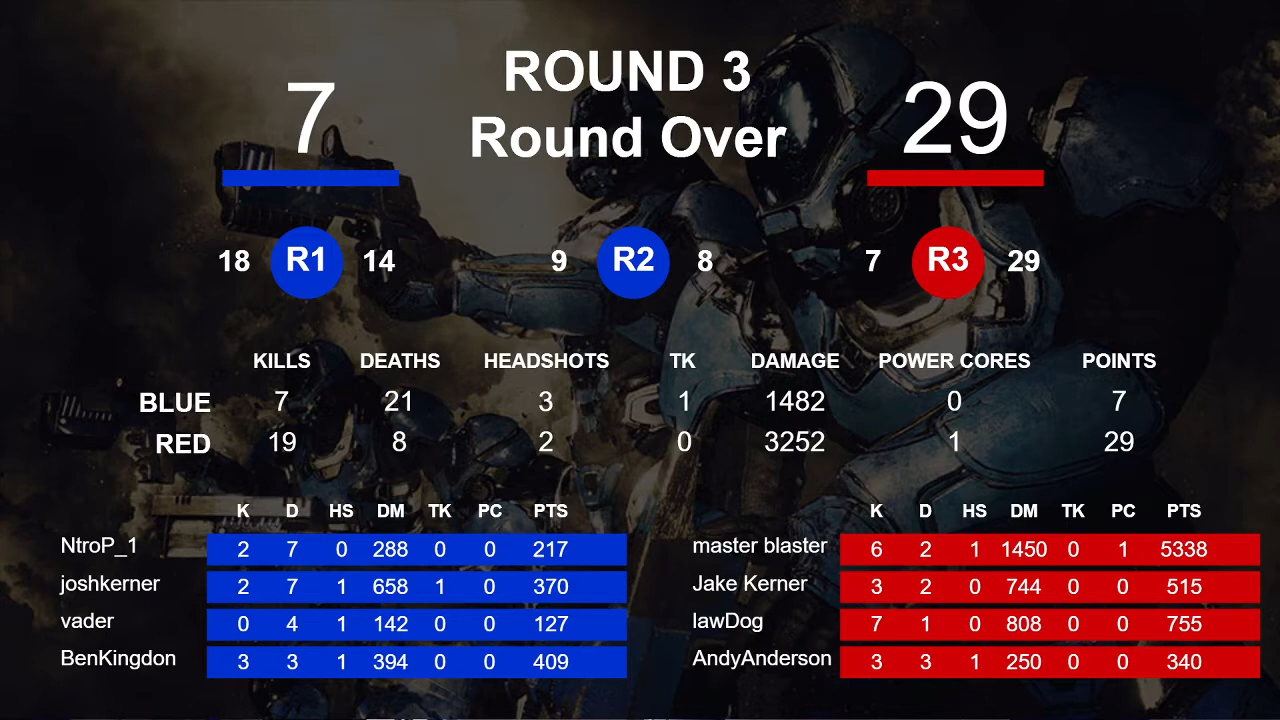 ROUND 3
Round Over
7
29
18 R1 14
9 R2 8
7 R3 29
KILLS DEATHS HEADSHOTS TK DAMAGE POWER CORES POINTS
BLUE 7 21 3 1 1482 0 7
RED 19 8 2 0 3252 1 29
K D HS DM TK PC PTS
NtroP_1 2 7 0 288 0 0 217
joshkerner 2 7 1 658 1 0 370
vader 0 4 1 142 0 0 127
BenKingdon 3 3 1 394 0 0 409
K D HS DM TK PC PTS
master blaster 6 2 1 1450 0 1 5338
Jake Kerner 3 2 0 744 0 0 515
lawDog 7 1 0 808 0 0 755
AndyAnderson 3 3 1 250 0 0 340